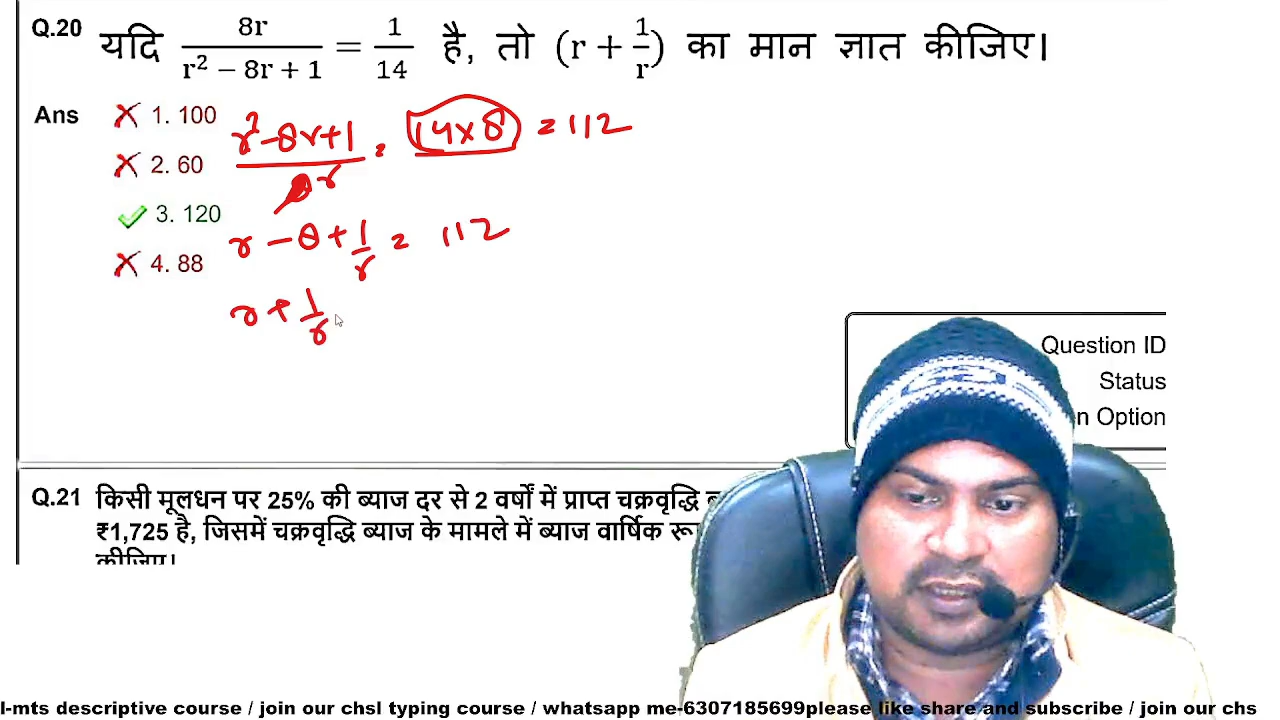 Q.20 यदि 8r / r² − 8r + 1 = 1/14 है, तो (r + 1/r) का मान ज्ञात कीजिए।
Ans 1. 100
2. 60
3. 120
4. 88
r² - 8r + 1 / r = 14 x 8 = 112
r - 8 + 1/r = 112
r + 1/r
Question ID
Status
n Option
Q.21 किसी मूलधन पर 25% की ब्याज दर से 2 वर्षों में प्राप्त चक्रवृद्धि
₹1,725 है, जिसमें चक्रवृद्धि ब्याज के मामले में ब्याज वार्षिक
कीजिए।
l-mts descriptive course / join our chsl typing course / whatsapp me-6307185699please like share and subscribe / join our chs